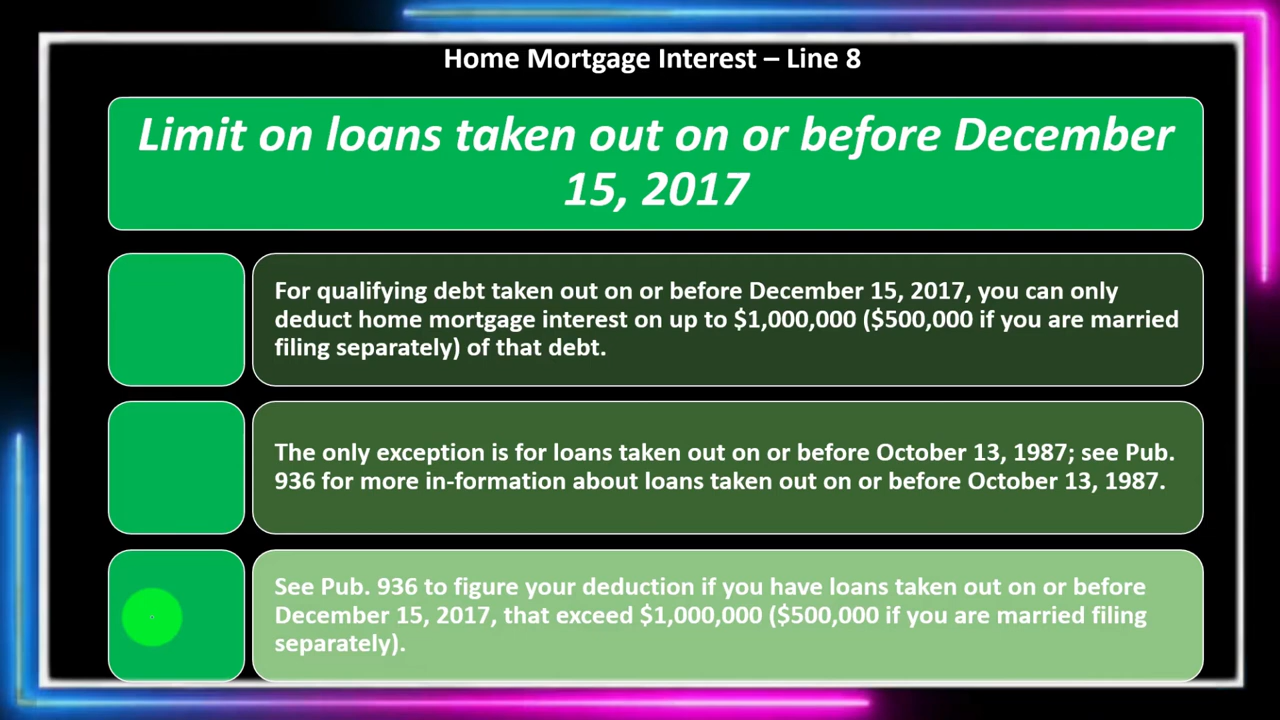 Home Mortgage Interest – Line 8
Limit on loans taken out on or before December
15, 2017
For qualifying debt taken out on or before December 15, 2017, you can only
deduct home mortgage interest on up to $1,000,000 ($500,000 if you are married
filing separately) of that debt.
The only exception is for loans taken out on or before October 13, 1987; see Pub.
936 for more in-formation about loans taken out on or before October 13, 1987.
See Pub. 936 to figure your deduction if you have loans taken out on or before
December 15, 2017, that exceed $1,000,000 ($500,000 if you are married filing
separately).